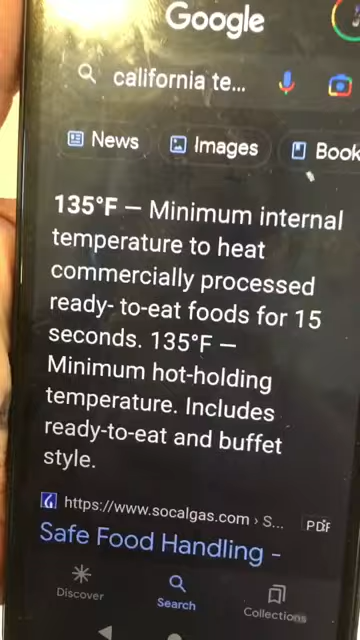 Google
california te...
News Images Book
135°F — Minimum internal
temperature to heat
commercially processed
ready- to-eat foods for 15
seconds. 135°F —
Minimum hot-holding
temperature. Includes
ready-to-eat and buffet
style.
https://www.socalgas.com › S... PDF
Safe Food Handling -
Discover Search Collections